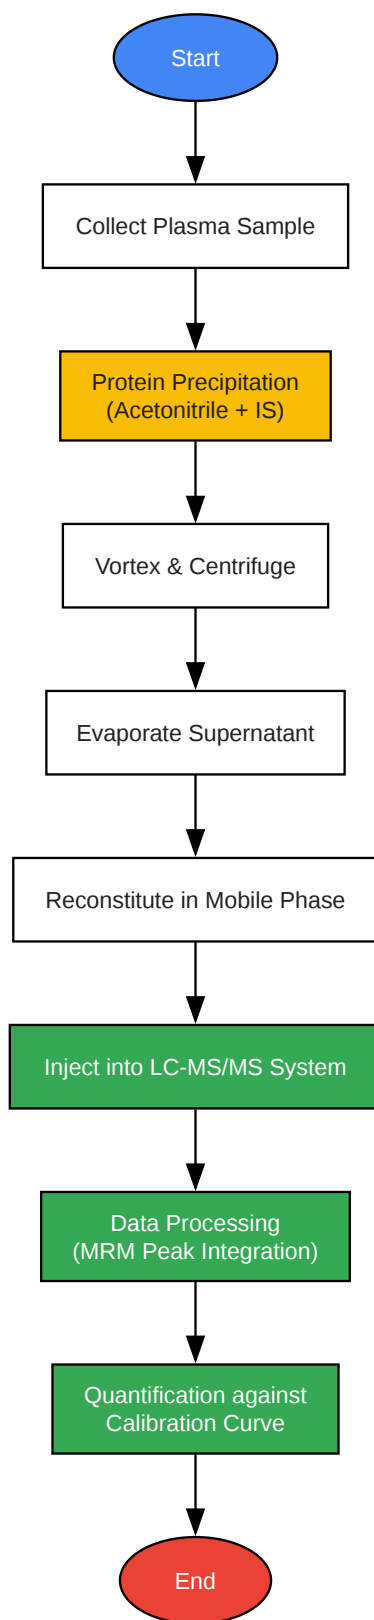 Start
Collect Plasma Sample
Protein Precipitation
(Acetonitrile + IS)
Vortex & Centrifuge
Evaporate Supernatant
Reconstitute in Mobile Phase
Inject into LC-MS/MS System
Data Processing
(MRM Peak Integration)
Quantification against
Calibration Curve
End